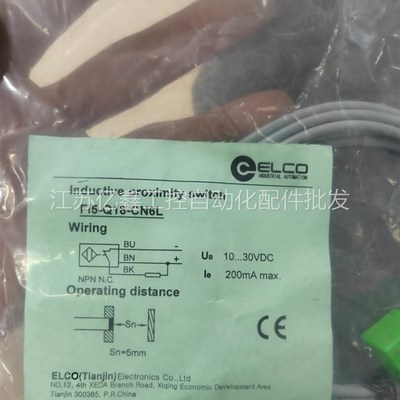 ELCO
INDUSTRIAL AUTOMATION
Inductive proximity switch
江苏亿鑫工控自动化配件批发
Fi5-Q18-CN6L
Wiring
BU -
BN +
BK
NPN N.C.
UB 10...30VDC
Ie 200mA max.
Operating distance
Sn
Sn=5mm
CE
ELCO(Tianjin)Electronics Co.,Ltd
NO.12, 4th XEDA Branch Road, Xiqing Economic Development Area
Tianjin 300385, P.R.China